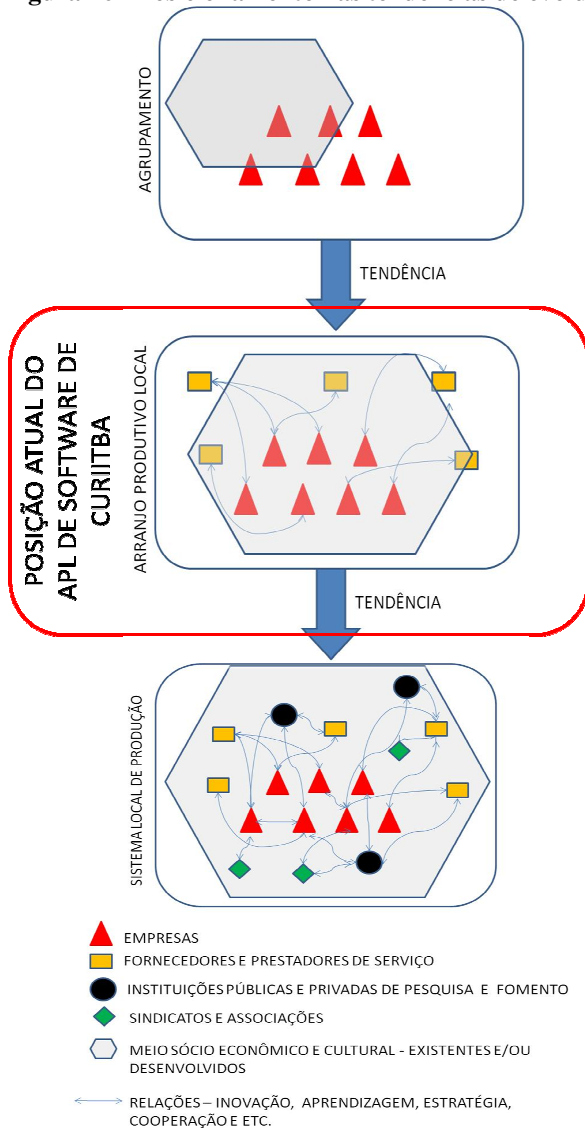 AGRUPAMENTO
TENDÊNCIA
POSIÇÃO ATUAL DO
APL DE SOFTWARE DE
CURIITBA
ARRANJO PRODUTIVO LOCAL
TENDÊNCIA
SISTEMA LOCAL DE PRODUÇÃO
EMPRESAS
FORNECEDORES E PRESTADORES DE SERVIÇO
INSTITUIÇÕES PÚBLICAS E PRIVADAS DE PESQUISA E FOMENTO
SINDICATOS E ASSOCIAÇÕES
MEIO SÓCIO ECONÔMICO E CULTURAL - EXISTENTES E/OU
DESENVOLVIDOS
RELAÇÕES – INOVAÇÃO, APRENDIZAGEM, ESTRATÉGIA,
COOPERAÇÃO E ETC.